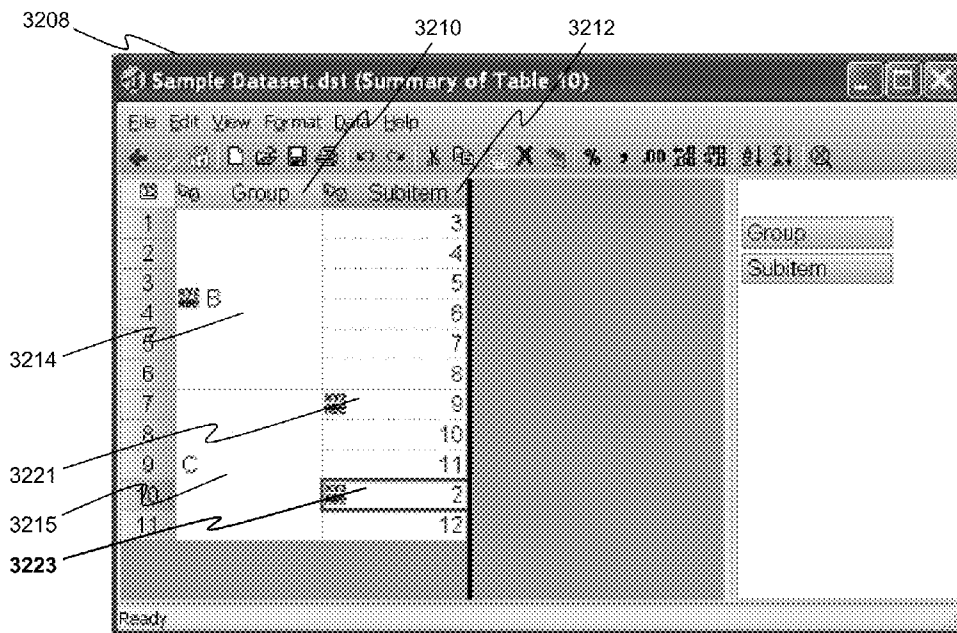 3208
3210
3212
Sample Dataset.dst (Summary of Table 10)
File Edit View Format Data Help
% , .00
Σ Group Subitem
1 3
2 4
3 5
B
4 6
5 7
6 8
7 9
8 10
9 C 11
10 2
11 12
Group
Subitem
3214
3221
3215
3223
Ready